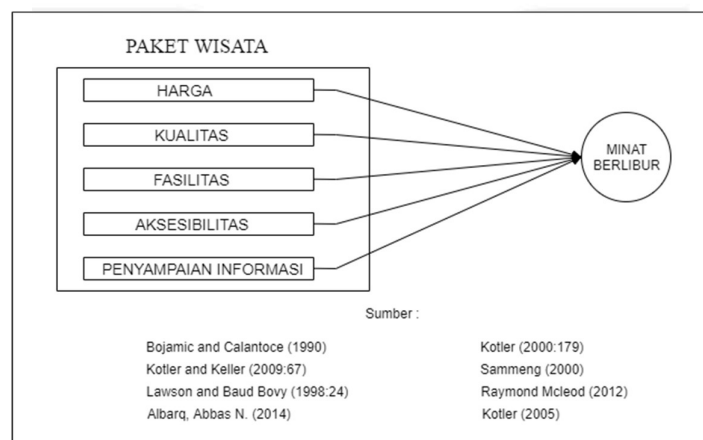 PAKET WISATA
HARGA
KUALITAS
FASILITAS
AKSESIBILITAS
PENYAMPAIAN INFORMASI
MINAT
BERLIBUR
Sumber :
Bojamic and Calantoce (1990)
Kotler and Keller (2009:67)
Lawson and Baud Bovy (1998:24)
Albarq, Abbas N. (2014)
Kotler (2000:179)
Sammeng (2000)
Raymond Mcleod (2012)
Kotler (2005)